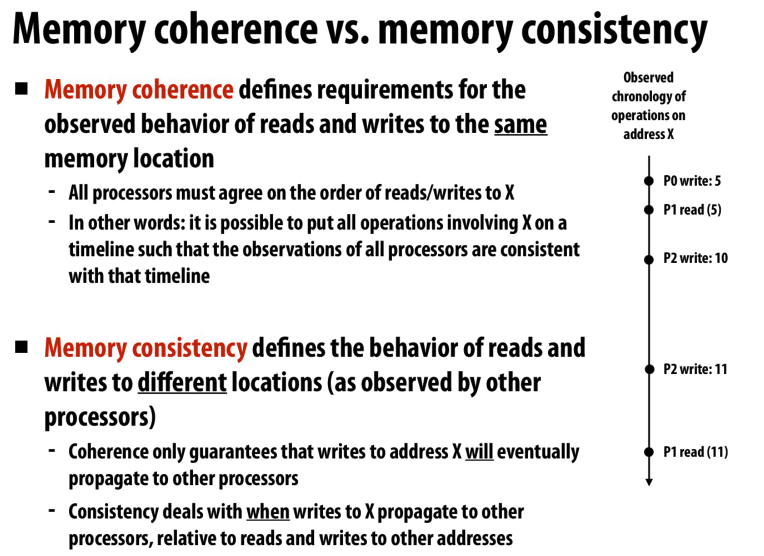 Memory coherence vs. memory consistency
■ Memory coherence defines requirements for the
observed behavior of reads and writes to the same
memory location
- All processors must agree on the order of reads/writes to X
- In other words: it is possible to put all operations involving X on a
timeline such that the observations of all processors are consistent
with that timeline
■ Memory consistency defines the behavior of reads and
writes to different locations (as observed by other
processors)
- Coherence only guarantees that writes to address X will eventually
propagate to other processors
- Consistency deals with when writes to X propagate to other
processors, relative to reads and writes to other addresses
Observed
chronology of
operations on
address X
P0 write: 5
P1 read (5)
P2 write: 10
P2 write: 11
P1 read (11)